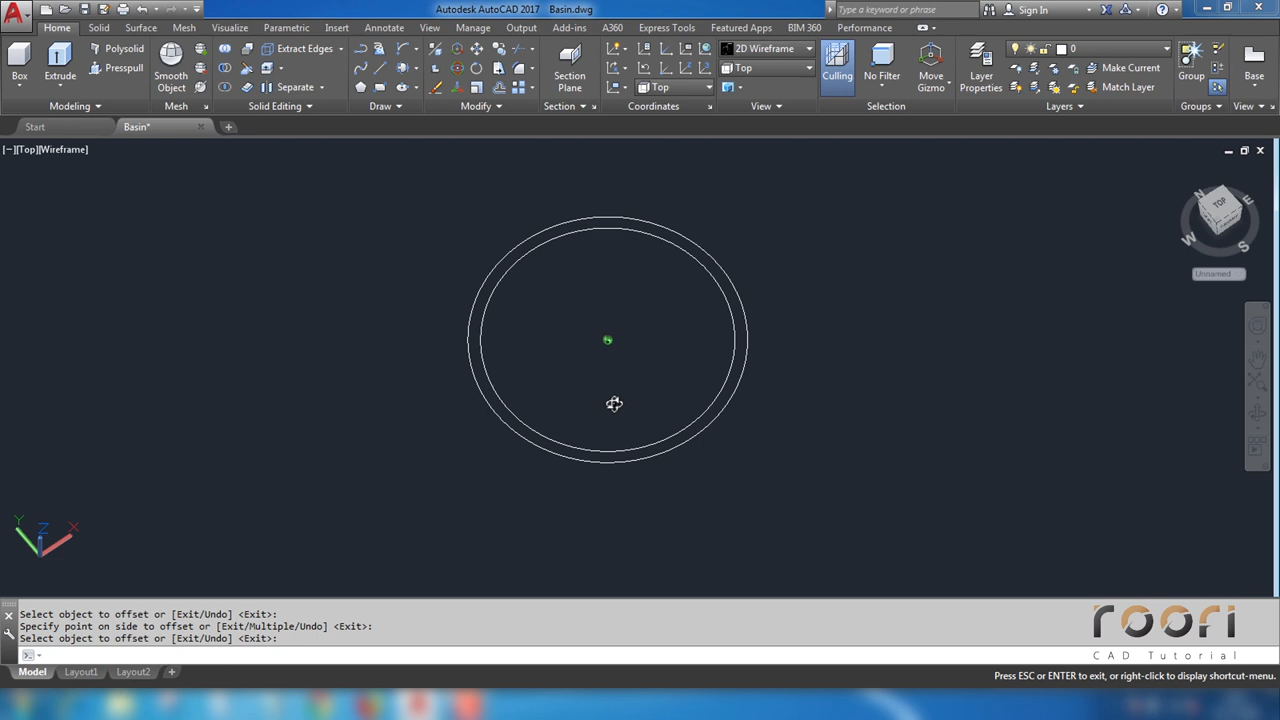 Autodesk AutoCAD 2017 Basin.dwg
Type a keyword or phrase
Sign In
Home Solid Surface Mesh Visualize Parametric Insert Annotate View Manage Output Add-ins A360 Express Tools Featured Apps BIM 360 Performance
Box
Extrude
Polysolid
Presspull
Smooth
Object
Extract Edges
Separate
Section
Plane
2D Wireframe
Top
Top
Culling
No Filter
Move
Gizmo
Layer
Properties
0
Make Current
Match Layer
Group
Base
Modeling
Mesh
Solid Editing
Draw
Modify
Section
Coordinates
View
Selection
Layers
Groups
View
Start
Basin*
[−][Top][Wireframe]
N
E
TOP
W
S
Unnamed
Y
Z
X
Select object to offset or [Exit/Undo] <Exit>:
Specify point on side to offset or [Exit/Multiple/Undo] <Exit>:
Select object to offset or [Exit/Undo] <Exit>:
roori
CAD Tutorial
Model Layout1 Layout2
Press ESC or ENTER to exit, or right-click to display shortcut-menu.